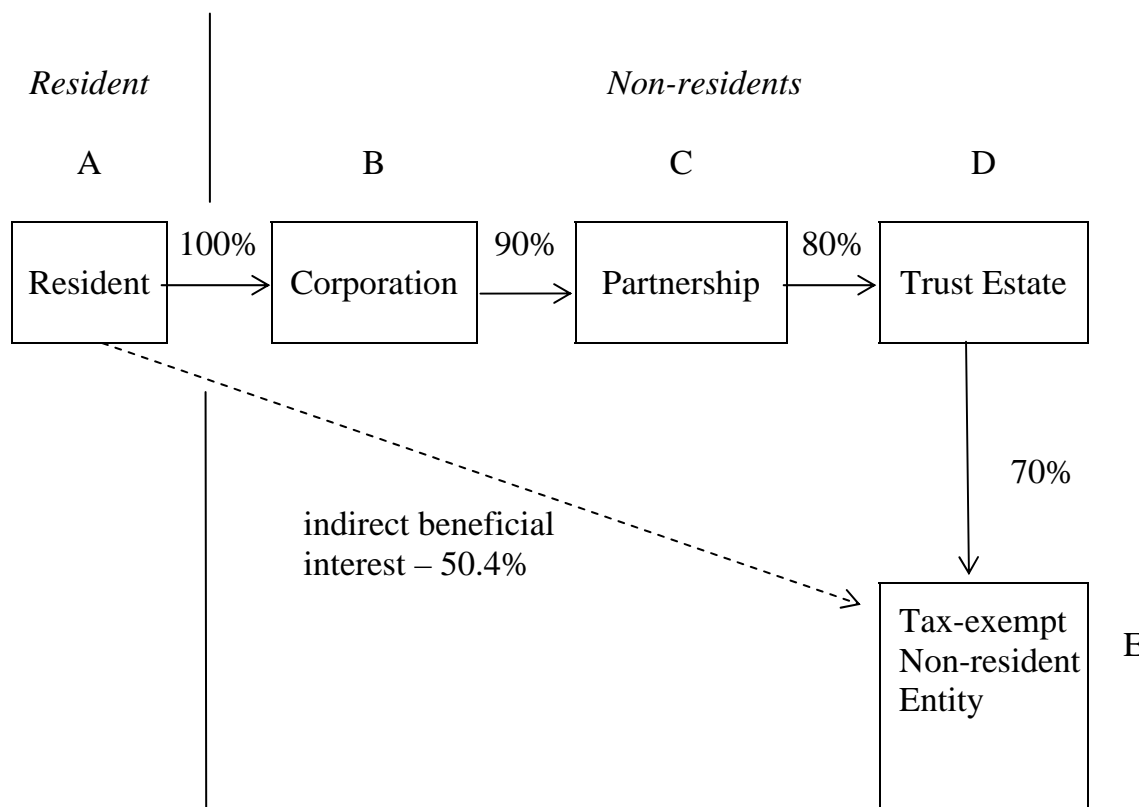 Resident
Non-residents
A
B
C
D
100%
90%
80%
Resident
Corporation
Partnership
Trust Estate
70%
indirect beneficial
interest – 50.4%
Tax-exempt
Non-resident
Entity
E